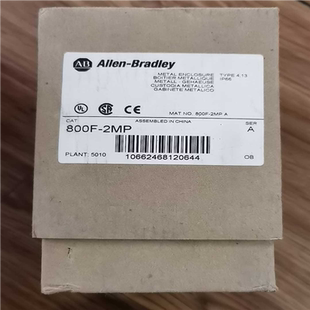 AB Allen-Bradley
METAL ENCLOSURE TYPE 4,13
BOITIER METALLIQUE IP66
METALL - GEHAEUSE
CUSTODIA METALLICA
GABINETE METALICO
UL CE MAT NO. 800F-2MP A
CAT ASSEMBLED IN CHINA SER
800F-2MP A
PLANT: 5010 OB
10662468120644